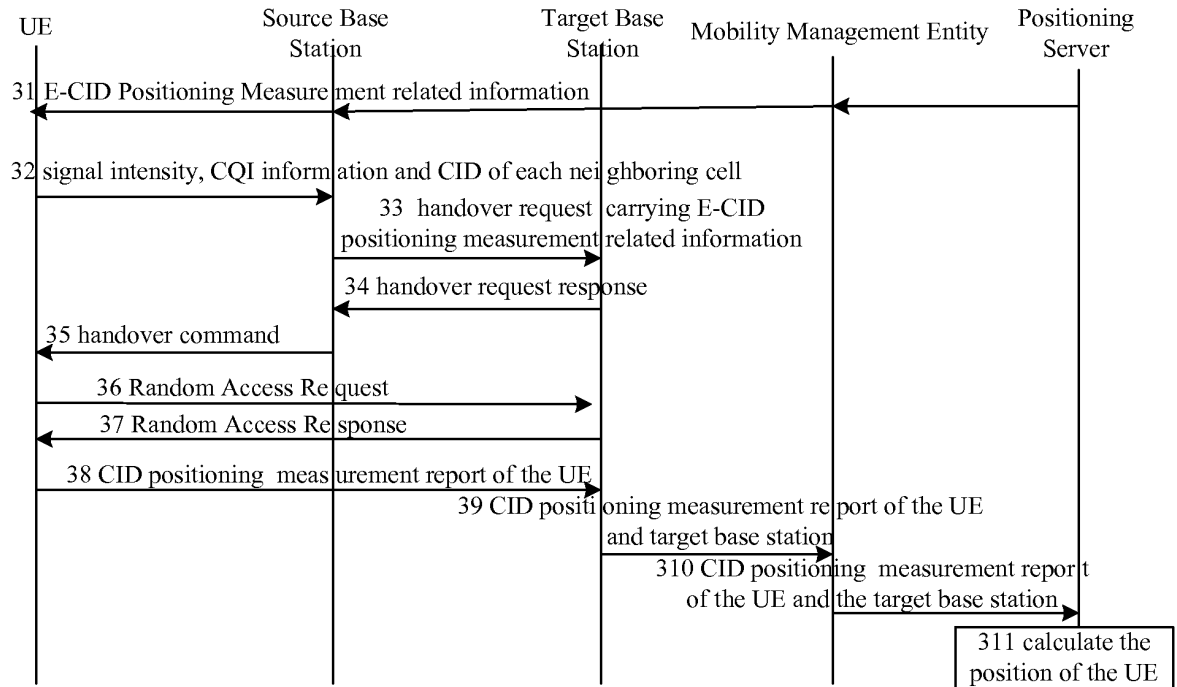 UE
Source Base
Station
Target Base
Station
Mobility Management Entity
Positioning
Server
31 E-CID Positioning Measurement related information
32 signal intensity, CQI information and CID of each neighboring cell
33 handover request carrying E-CID
positioning measurement related information
34 handover request response
35 handover command
36 Random Access Request
37 Random Access Response
38 CID positioning measurement report of the UE
39 CID positioning measurement report of the UE
and target base station
310 CID positioning measurement report
of the UE and the target base station
311 calculate the
position of the UE